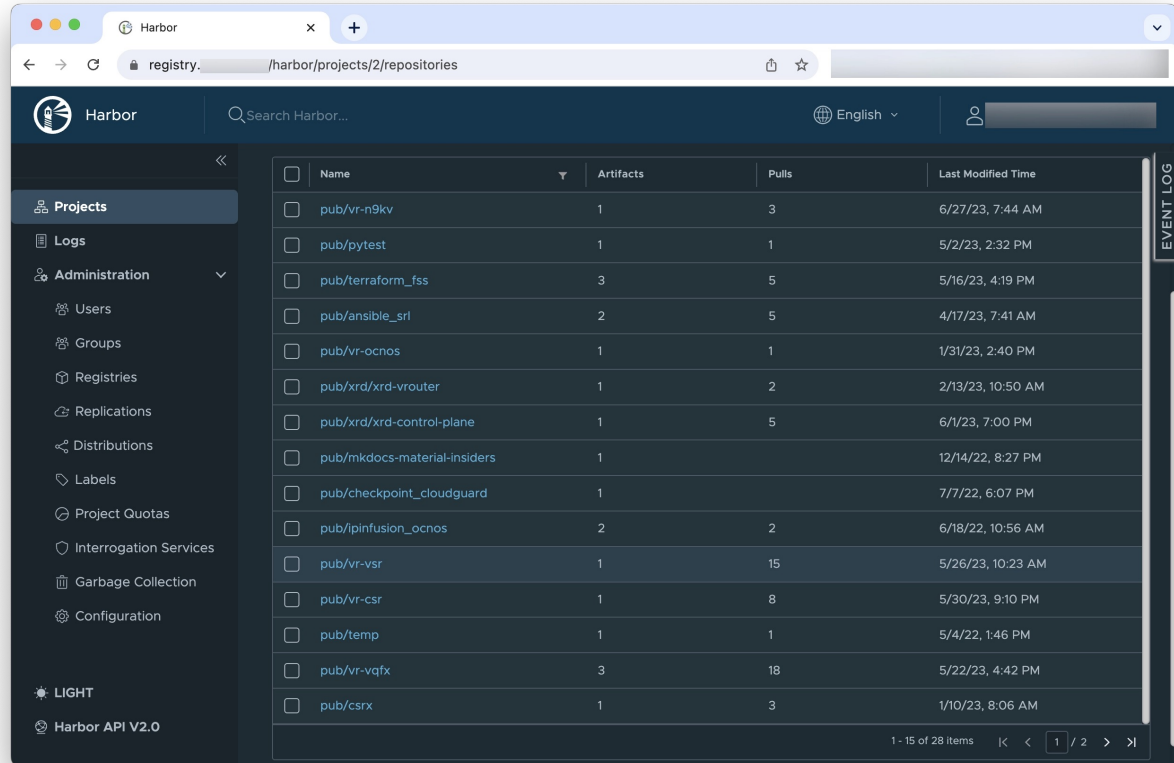 Harbor
registry. /harbor/projects/2/repositories
Harbor
Search Harbor...
English
Projects
Logs
Administration
Users
Groups
Registries
Replications
Distributions
Labels
Project Quotas
Interrogation Services
Garbage Collection
Configuration
LIGHT
Harbor API V2.0
Name Artifacts Pulls Last Modified Time
pub/vr-n9kv 1 3 6/27/23, 7:44 AM
pub/pytest 1 1 5/2/23, 2:32 PM
pub/terraform_fss 3 5 5/16/23, 4:19 PM
pub/ansible_srl 2 5 4/17/23, 7:41 AM
pub/vr-ocnos 1 1 1/31/23, 2:40 PM
pub/xrd/xrd-vrouter 1 2 2/13/23, 10:50 AM
pub/xrd/xrd-control-plane 1 5 6/1/23, 7:00 PM
pub/mkdocs-material-insiders 1 12/14/22, 8:27 PM
pub/checkpoint_cloudguard 1 7/7/22, 6:07 PM
pub/ipinfusion_ocnos 2 2 6/18/22, 10:56 AM
pub/vr-vsr 1 15 5/26/23, 10:23 AM
pub/vr-csr 1 8 5/30/23, 9:10 PM
pub/temp 1 1 5/4/22, 1:46 PM
pub/vr-vqfx 3 18 5/22/23, 4:42 PM
pub/csrx 1 3 1/10/23, 8:06 AM
1 - 15 of 28 items 1 / 2
EVENT LOG